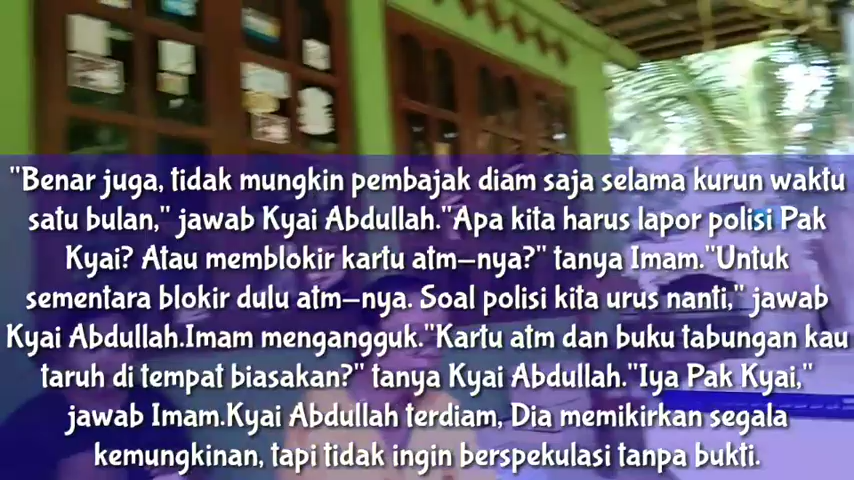 "Benar juga, tidak mungkin pembajak diam saja selama kurun waktu
satu bulan," jawab Kyai Abdullah."Apa kita harus lapor polisi Pak
Kyai? Atau memblokir kartu atm-nya?" tanya Imam."Untuk
sementara blokir dulu atm-nya. Soal polisi kita urus nanti," jawab
Kyai Abdullah.Imam mengangguk."Kartu atm dan buku tabungan kau
taruh di tempat biasakan?" tanya Kyai Abdullah."Iya Pak Kyai,"
jawab Imam.Kyai Abdullah terdiam, Dia memikirkan segala
kemungkinan, tapi tidak ingin berspekulasi tanpa bukti.